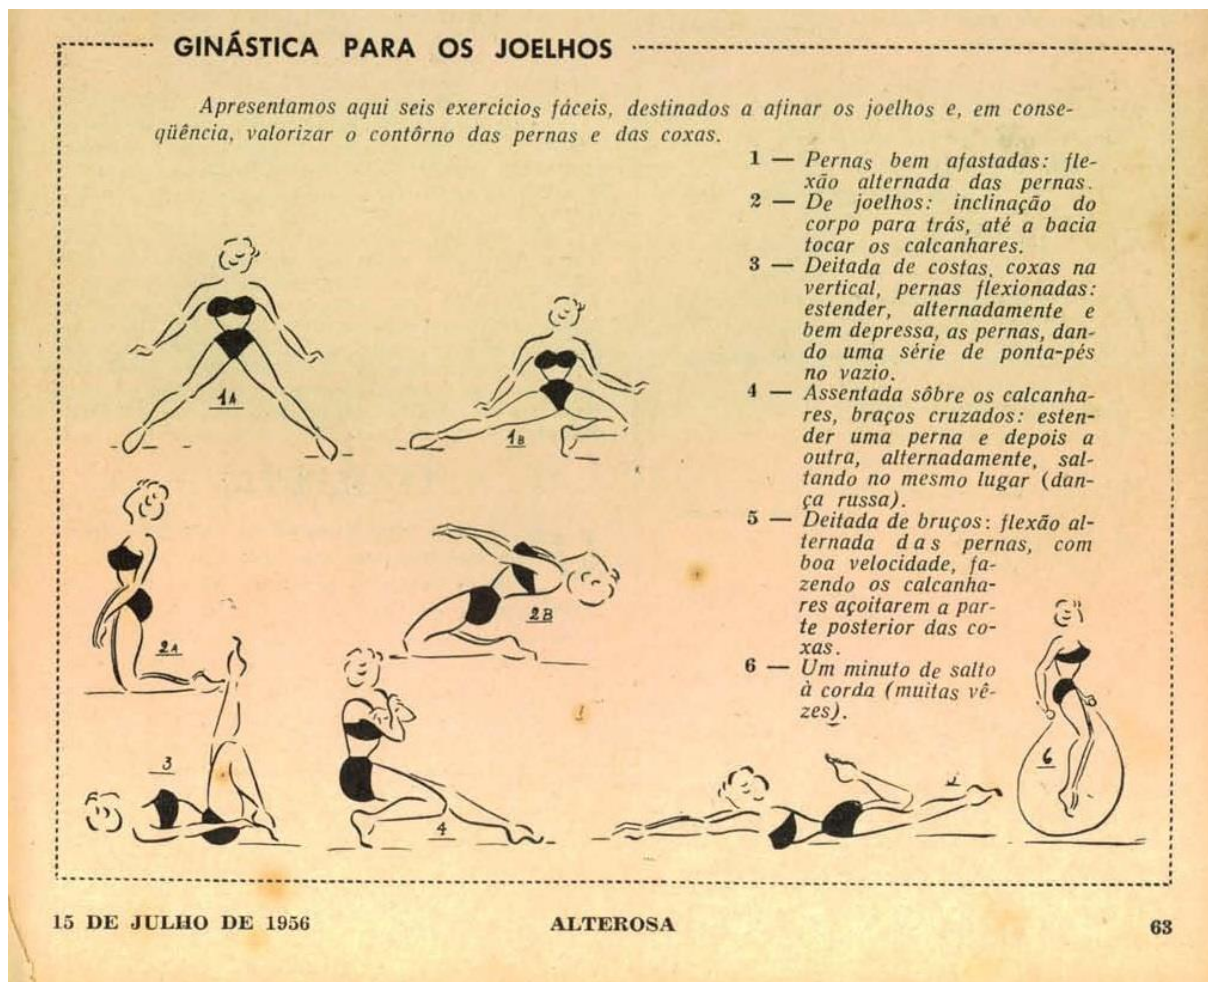 GINÁSTICA PARA OS JOELHOS
Apresentamos aqui seis exercícios fáceis, destinados a afinar os joelhos e, em conse-
qüência, valorizar o contôrno das pernas e das coxas.
1 — Pernas bem afastadas: fle-
xão alternada das pernas.
2 — De joelhos: inclinação do
corpo para trás, até a bacia
tocar os calcanhares.
3 — Deitada de costas, coxas na
vertical, pernas flexionadas:
estender, alternadamente e
bem depressa, as pernas, dan-
do uma série de ponta-pés
no vazio.
4 — Assentada sôbre os calcanha-
res, braços cruzados: esten-
der uma perna e depois a
outra, alternadamente, sal-
tando no mesmo lugar (dan-
ça russa).
5 — Deitada de bruços: flexão al-
ternada das pernas, com
boa velocidade, fa-
zendo os calcanha-
res açoitarem a par-
te posterior das co-
xas.
6 — Um minuto de salto
à corda (muitas vê-
zes).
1A
1B
2A
2B
3
4
6
15 DE JULHO DE 1956
ALTEROSA
63